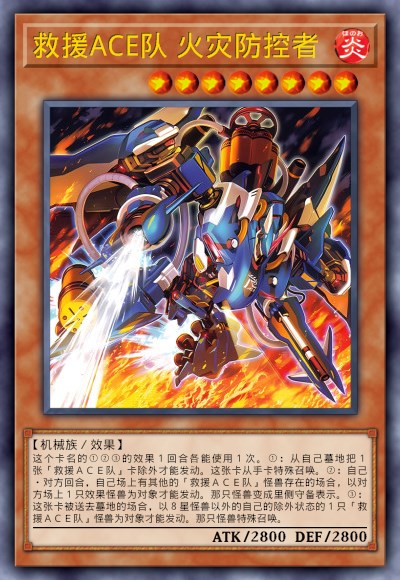 救援ACE队 火灾防控者
ほのお
炎
【机械族/效果】
这个卡名的①②③的效果1回合各能使用1次。①：从自己墓地把1
张「救援ACE队」卡除外才能发动。这张卡从手卡特殊召唤。②：自己
·对方回合，自己场上有其他的「救援ACE队」怪兽存在的场合，以对
方场上1只效果怪兽为对象才能发动。那只怪兽变成里侧守备表示。③：
这张卡被送去墓地的场合，以8星怪兽以外的自己的除外状态的1只「救
援ACE队」怪兽为对象才能发动。那只怪兽特殊召唤。
ATK/2800 DEF/2800